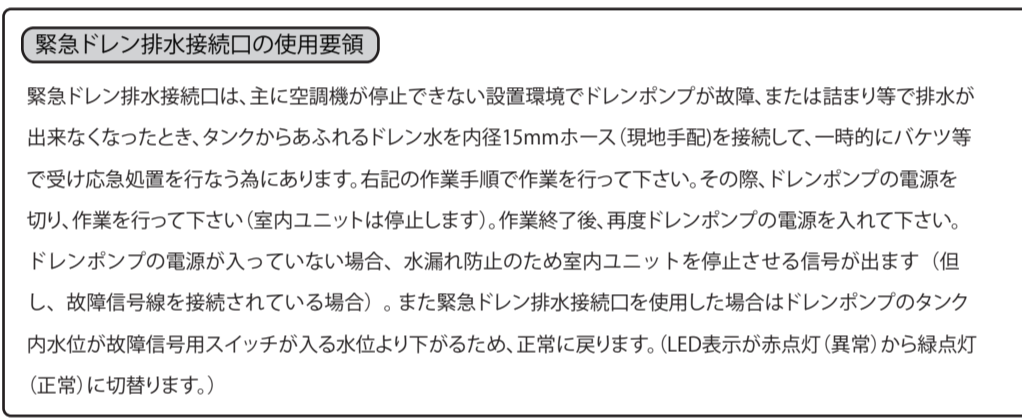 緊急ドレン排水接続口の使用要領
緊急ドレン排水接続口は、主に空調機が停止できない設置環境でドレンポンプが故障、または詰まり等で排水が
出来なくなったとき、タンクからあふれるドレン水を内径15mmホース(現地手配)を接続して、一時的にバケツ等
で受け応急処置を行なう為にあります。右記の作業手順で作業を行って下さい。その際、ドレンポンプの電源を
切り、作業を行って下さい(室内ユニットは停止します)。作業終了後、再度ドレンポンプの電源を入れて下さい。
ドレンポンプの電源が入っていない場合、水漏れ防止のため室内ユニットを停止させる信号が出ます（但
し、故障信号線を接続されている場合）。また緊急ドレン排水接続口を使用した場合はドレンポンプのタンク
内水位が故障信号用スイッチが入る水位より下がるため、正常に戻ります。(LED表示が赤点灯(異常)から緑点灯
(正常)に切替ります。)